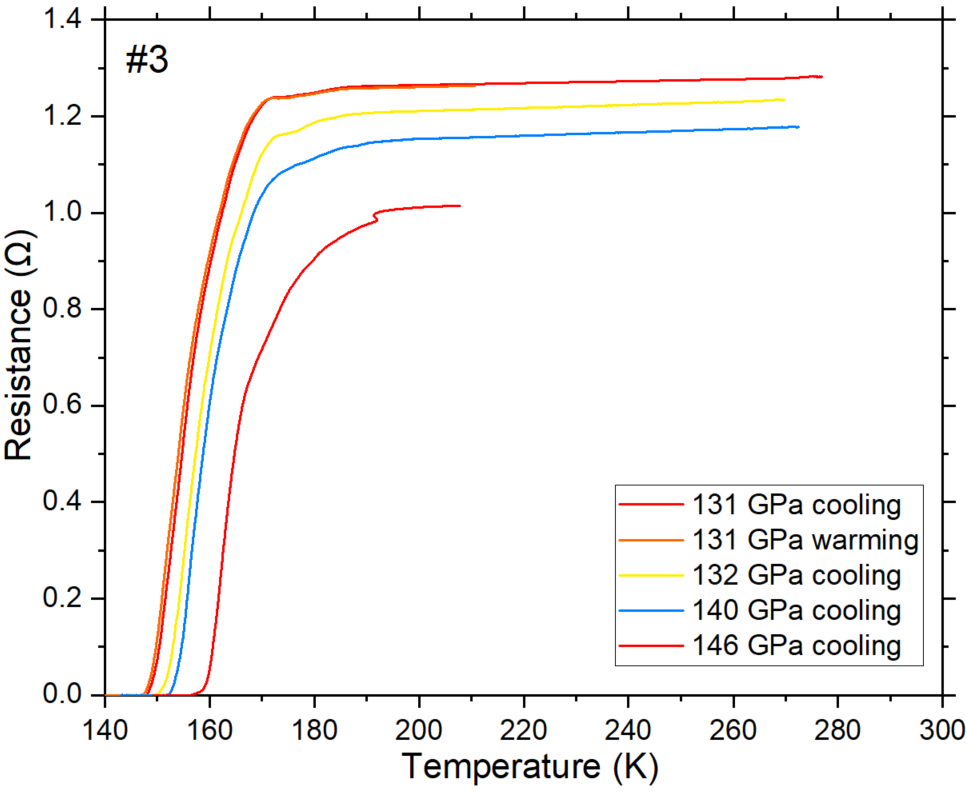 #3
1.4
1.2
1.0
0.8
0.6
0.4
0.2
0.0
Resistance (Ω)
131 GPa cooling
131 GPa warming
132 GPa cooling
140 GPa cooling
146 GPa cooling
140 160 180 200 220 240 260 280 300
Temperature (K)